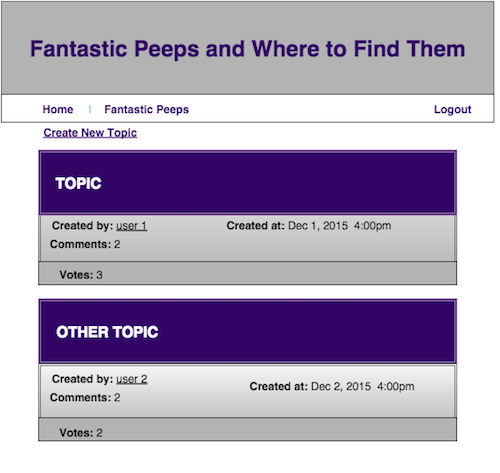 Fantastic Peeps and Where to Find Them
Home | Fantastic Peeps Logout
Create New Topic
TOPIC
Created by: user 1 Created at: Dec 1, 2015 4:00pm
Comments: 2
Votes: 3
OTHER TOPIC
Created by: user 2 Created at: Dec 2, 2015 4:00pm
Comments: 2
Votes: 2